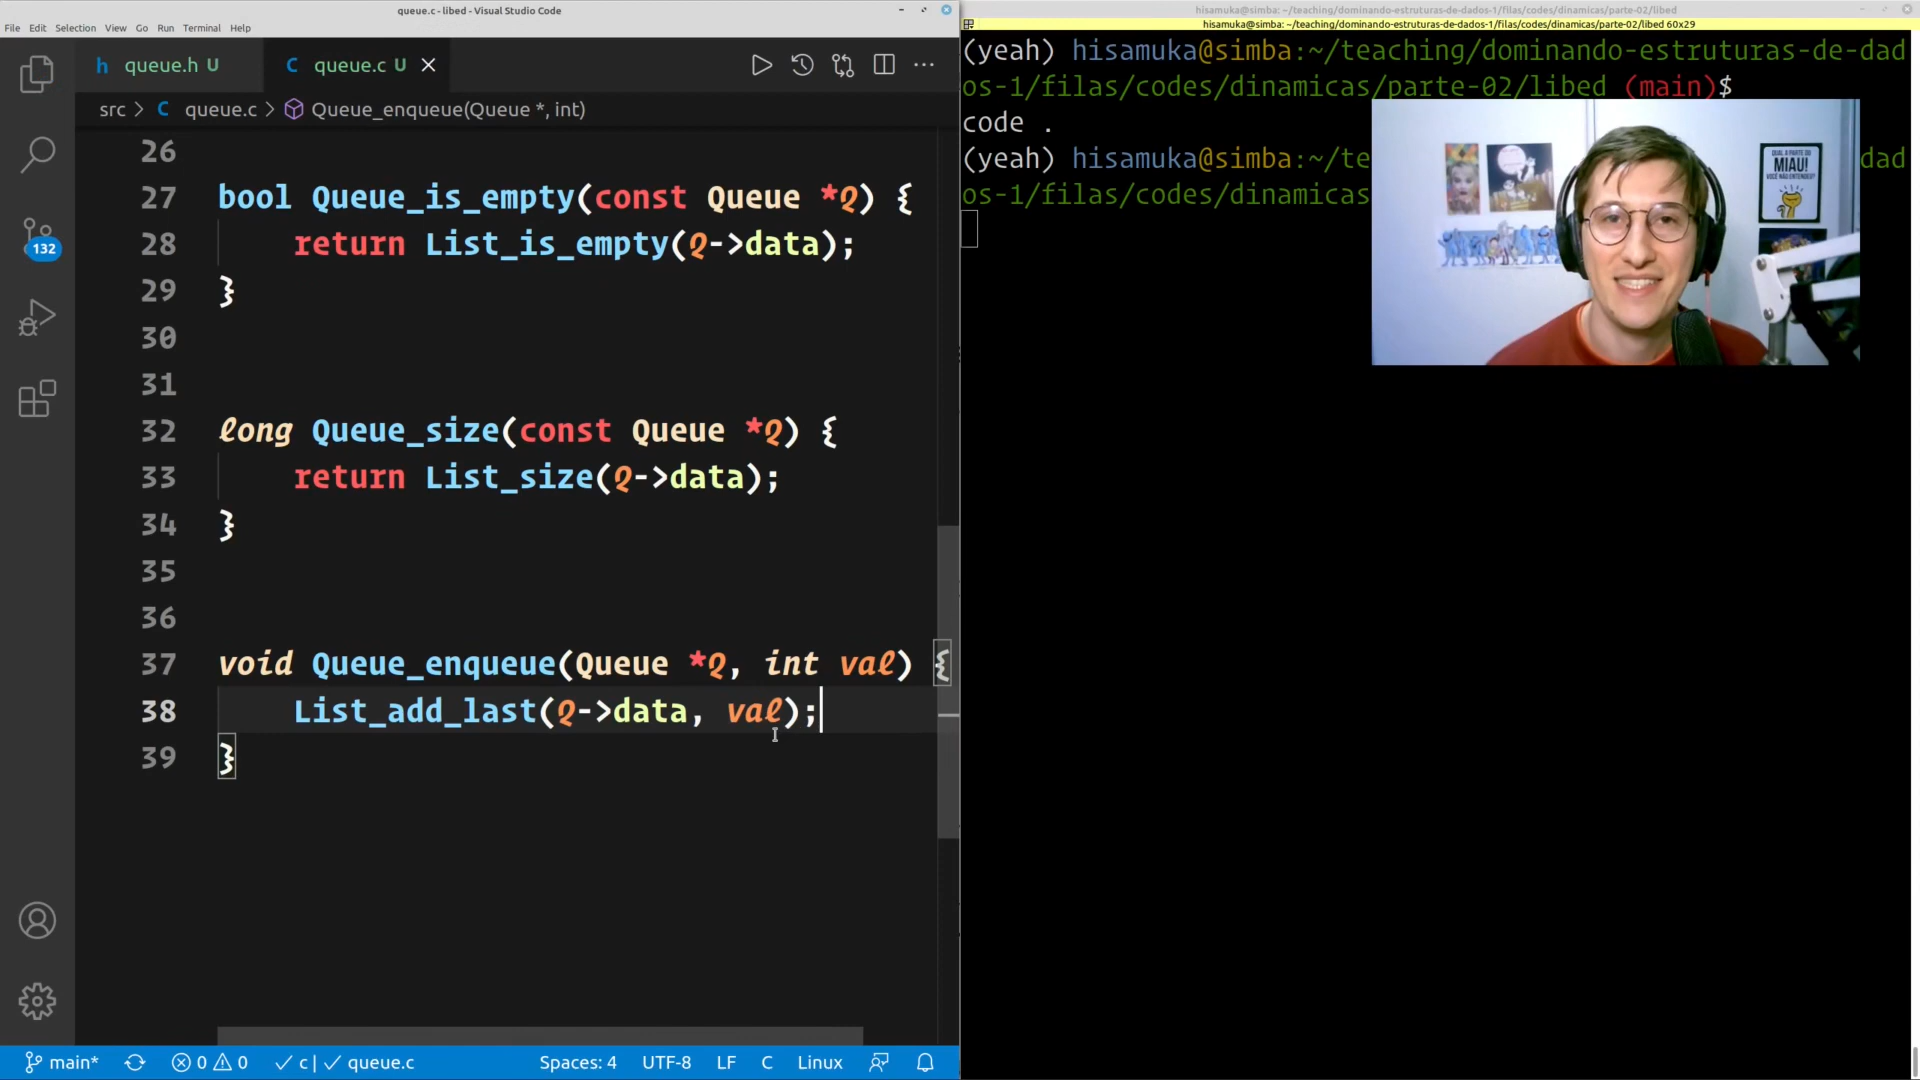 queue.c - libed - Visual Studio Code
File Edit Selection View Go Run Terminal Help
queue.h U queue.c U
src > C queue.c > Queue_enqueue(Queue *, int)
26
27 bool Queue_is_empty(const Queue *Q) {
28 return List_is_empty(Q->data);
29 }
30
31
32 long Queue_size(const Queue *Q) {
33 return List_size(Q->data);
34 }
35
36
37 void Queue_enqueue(Queue *Q, int val) {
38 List_add_last(Q->data, val);
39 }
132
main* 0 0 c | queue.c Spaces: 4 UTF-8 LF C Linux
hisamuka@simba: ~/teaching/dominando-estruturas-de-dados-1/filas/codes/dinamicas/parte-02/libed
hisamuka@simba: ~/teaching/dominando-estruturas-de-dados-1/filas/codes/dinamicas/parte-02/libed 60x29
(yeah) hisamuka@simba:~/teaching/dominando-estruturas-de-dad
os-1/filas/codes/dinamicas/parte-02/libed (main)$
code .
(yeah) hisamuka@simba:~/te dad
os-1/filas/codes/dinamicas
QUAL A PARTE DO
MIAU!
VOCÊ NÃO ENTENDEU?